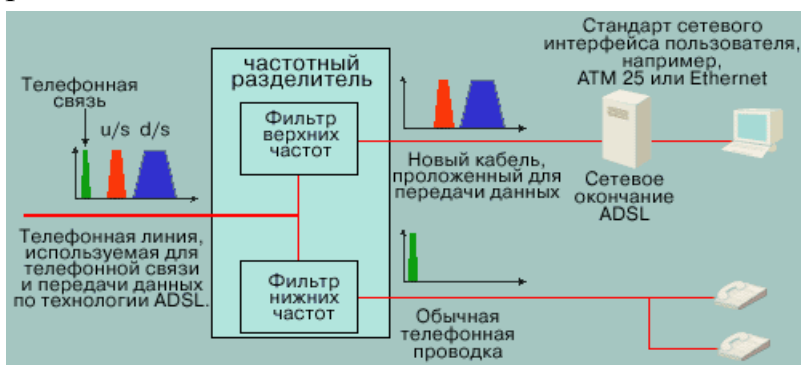 Телефонная
связь
u/s d/s
Телефонная линия,
используемая для
телефонной связи
и передачи данных
по технологии ADSL.
частотный
разделитель
Фильтр
верхних
частот
Фильтр
нижних
частот
Новый кабель,
проложенный для
передачи данных
Обычная
телефонная
проводка
Стандарт сетевого
интерфейса пользователя,
например,
ATM 25 или Ethernet
Сетевое
окончание
ADSL